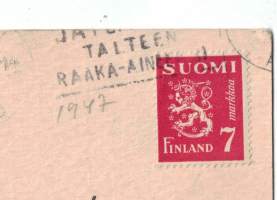 TALTEEN
RAAKA-AIN
1947
SUOMI
markkaa
FINLAND 7